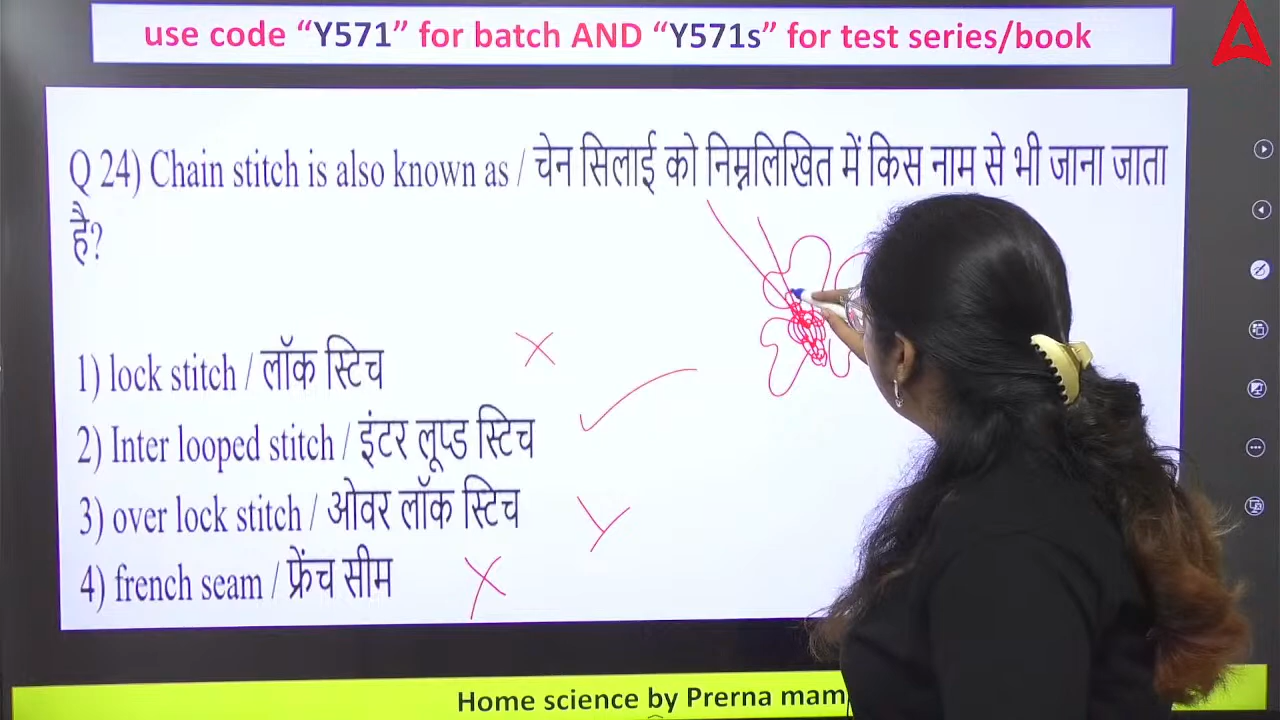 use code “Y571” for batch AND “Y571s” for test series/book
Q 24) Chain stitch is also known as / चेन सिलाई को निम्नलिखित में किस नाम से भी जाना जाता
है?
1) lock stitch / लॉक स्टिच
2) Inter looped stitch / इंटर लूप्ड स्टिच
3) over lock stitch / ओवर लॉक स्टिच
4) french seam / फ्रेंच सीम
Home science by Prerna mam